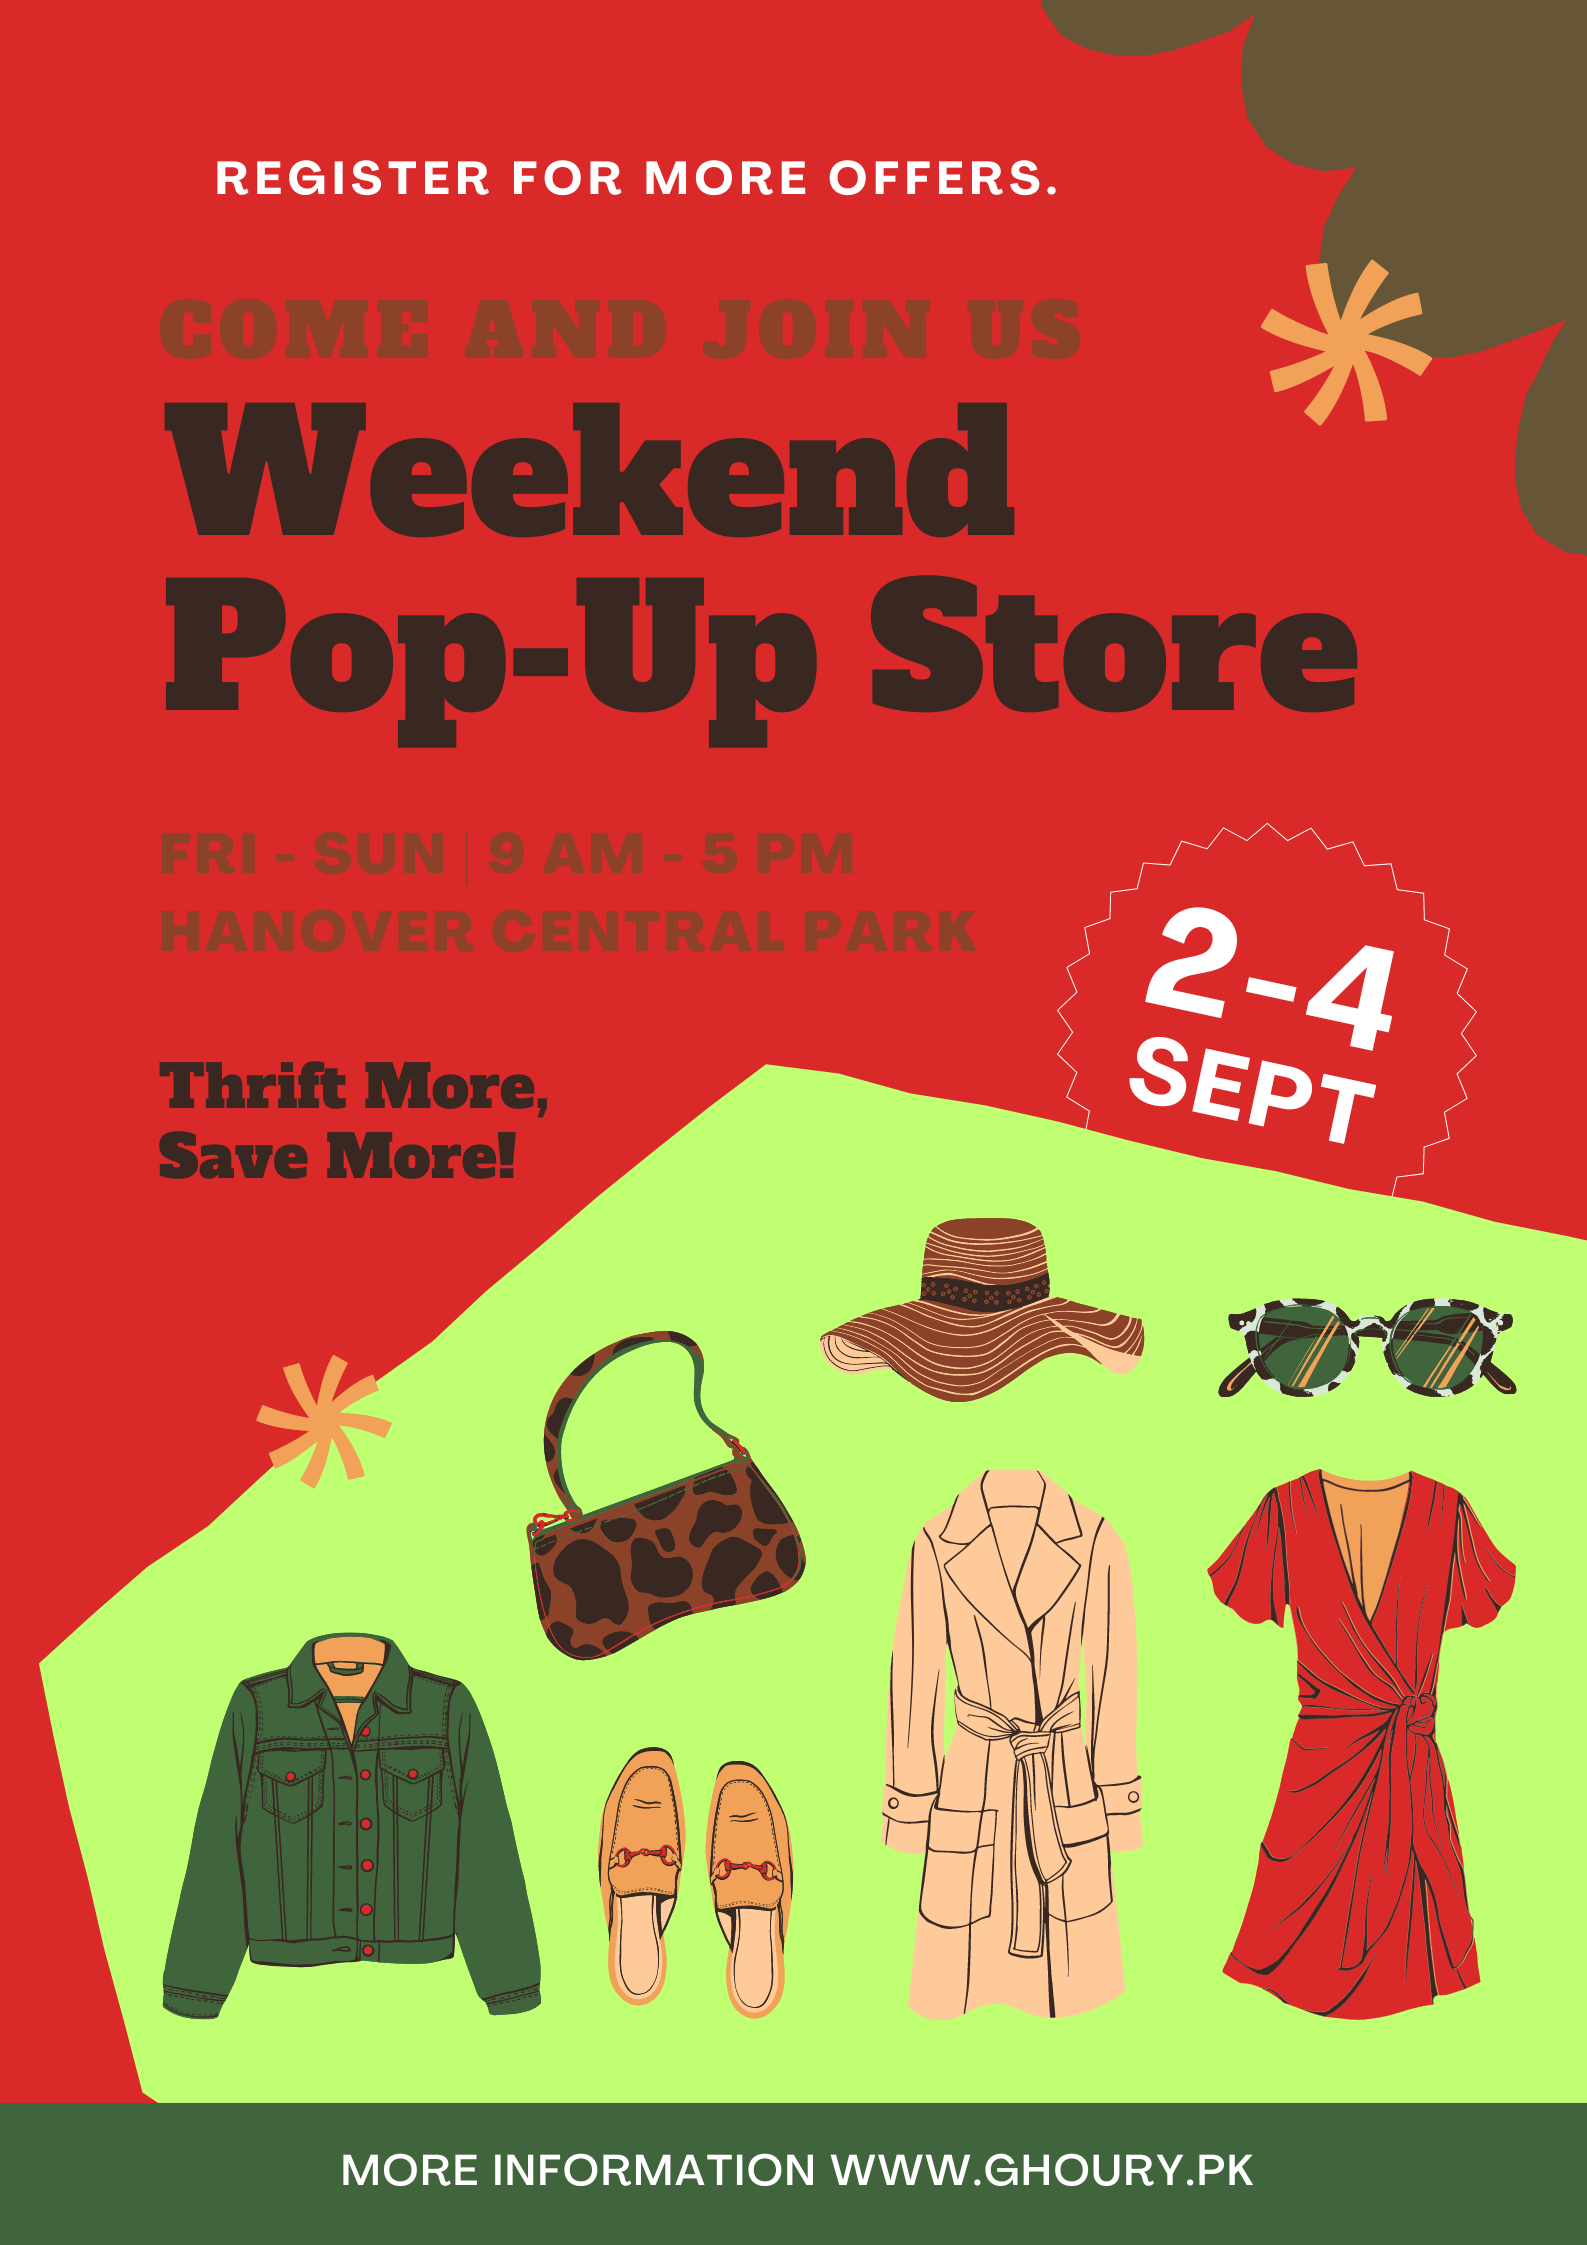 REGISTER FOR MORE OFFERS.
COME AND JOIN US
Weekend
Pop-Up Store
FRI - SUN | 9 AM - 5 PM
HANOVER CENTRAL PARK
2-4
SEPT
Thrift More,
Save More!
MORE INFORMATION WWW.GHOURY.PK